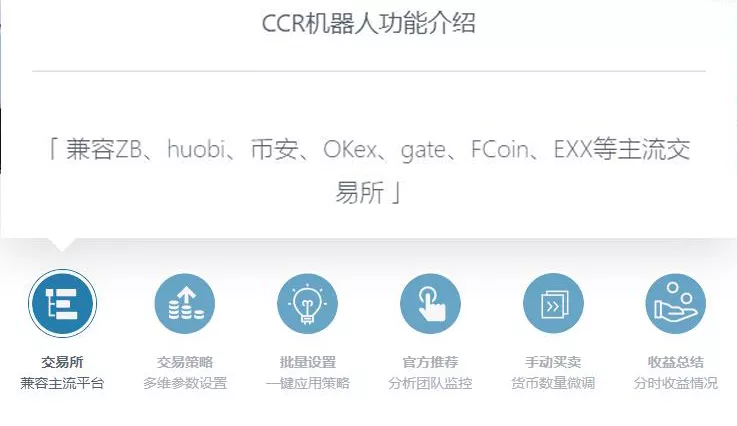 CCR机器人功能介绍
「 兼容ZB、huobi、币安、OKex、gate、FCoin、EXX等主流交
易所 」
交易所 交易策略 批量设置 官方推荐 手动买卖 收益总结
兼容主流平台 多维参数设置 一键应用策略 分析团队监控 货币数量微调 分时收益情况